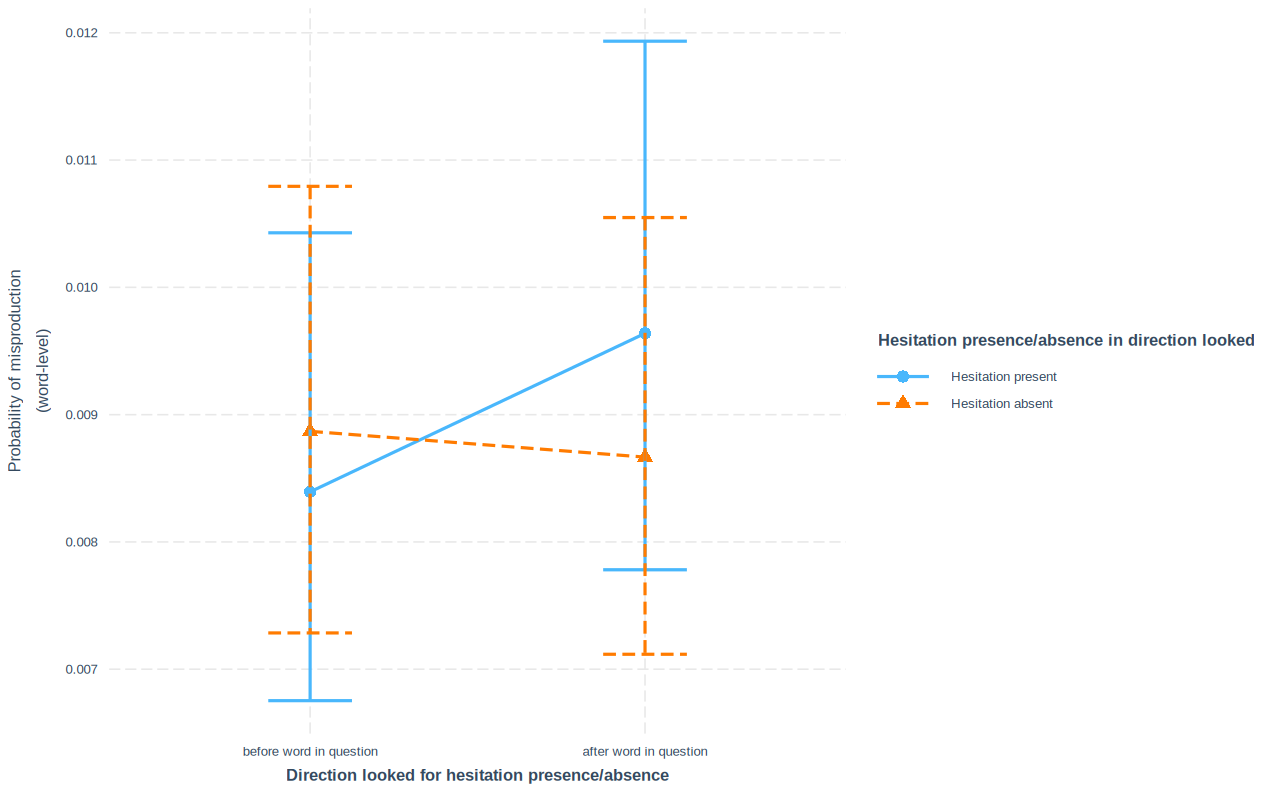 0.012
0.011
0.010
0.009
0.008
0.007
Probability of misproduction
(word-level)
before word in question
after word in question
Direction looked for hesitation presence/absence
Hesitation presence/absence in direction looked
Hesitation present
Hesitation absent